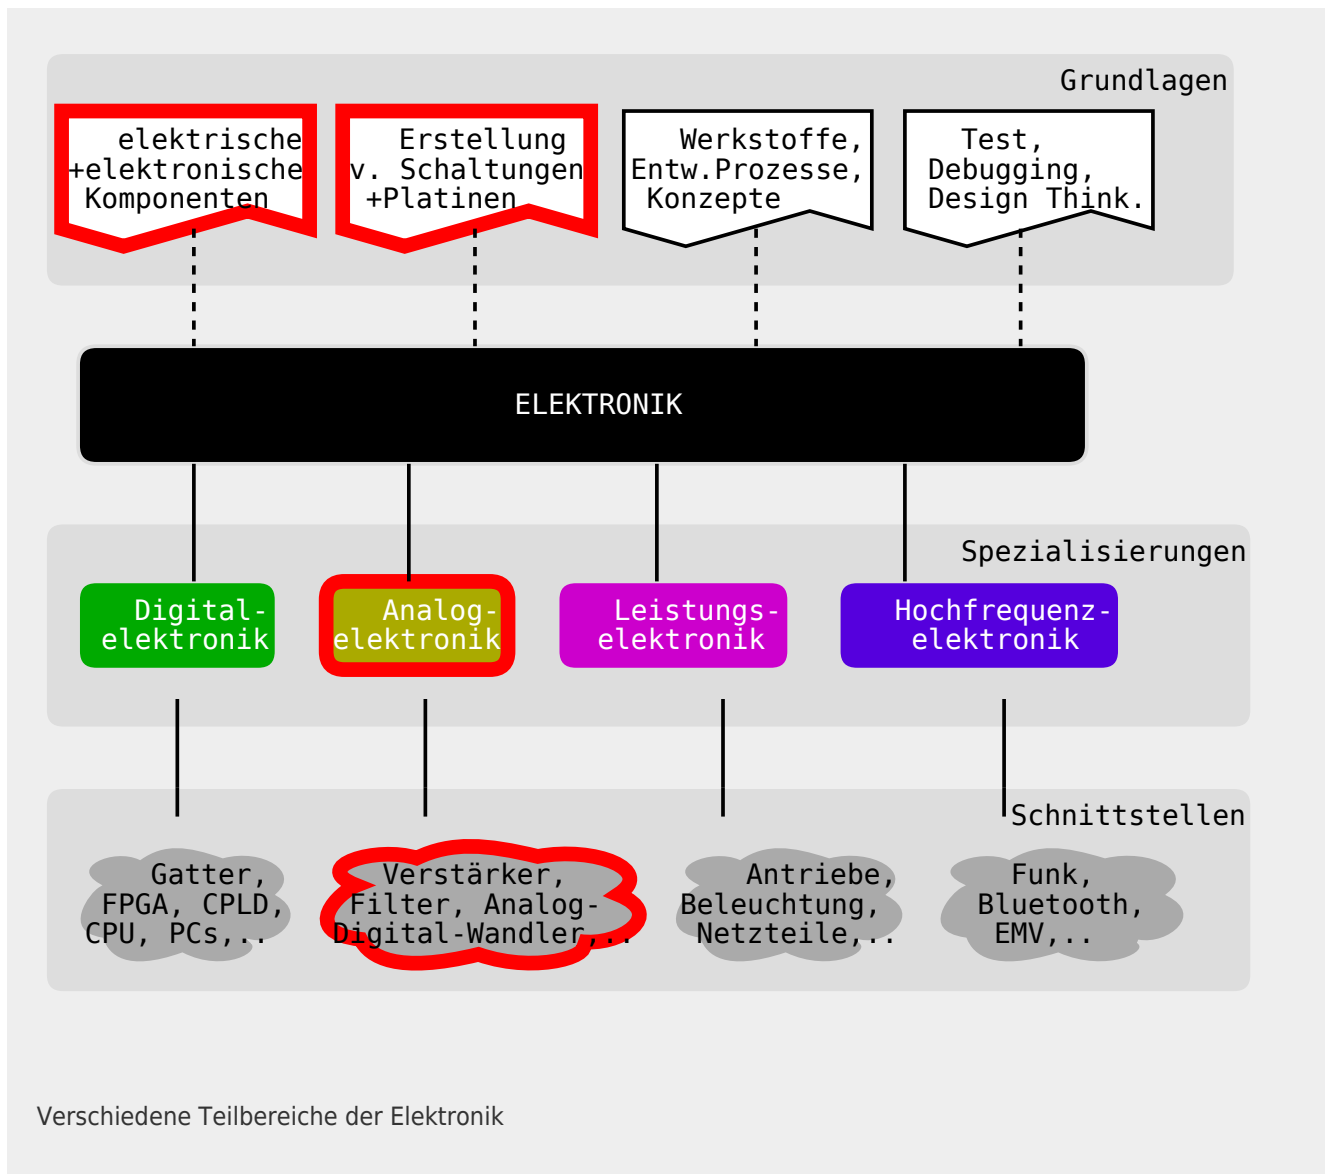 Grundlagen
elektrische
+elektronische
Komponenten
Erstellung
v. Schaltungen
+Platinen
Werkstoffe,
Entw.Prozesse,
Konzepte
Test,
Debugging,
Design Think.
ELEKTRONIK
Spezialisierungen
Digital-
elektronik
Analog-
elektronik
Leistungs-
elektronik
Hochfrequenz-
elektronik
Schnittstellen
Gatter,
FPGA, CPLD,
CPU, PCs,..
Verstärker,
Filter, Analog-
Digital-Wandler,..
Antriebe,
Beleuchtung,
Netzteile,..
Funk,
Bluetooth,
EMV,..
Verschiedene Teilbereiche der Elektronik